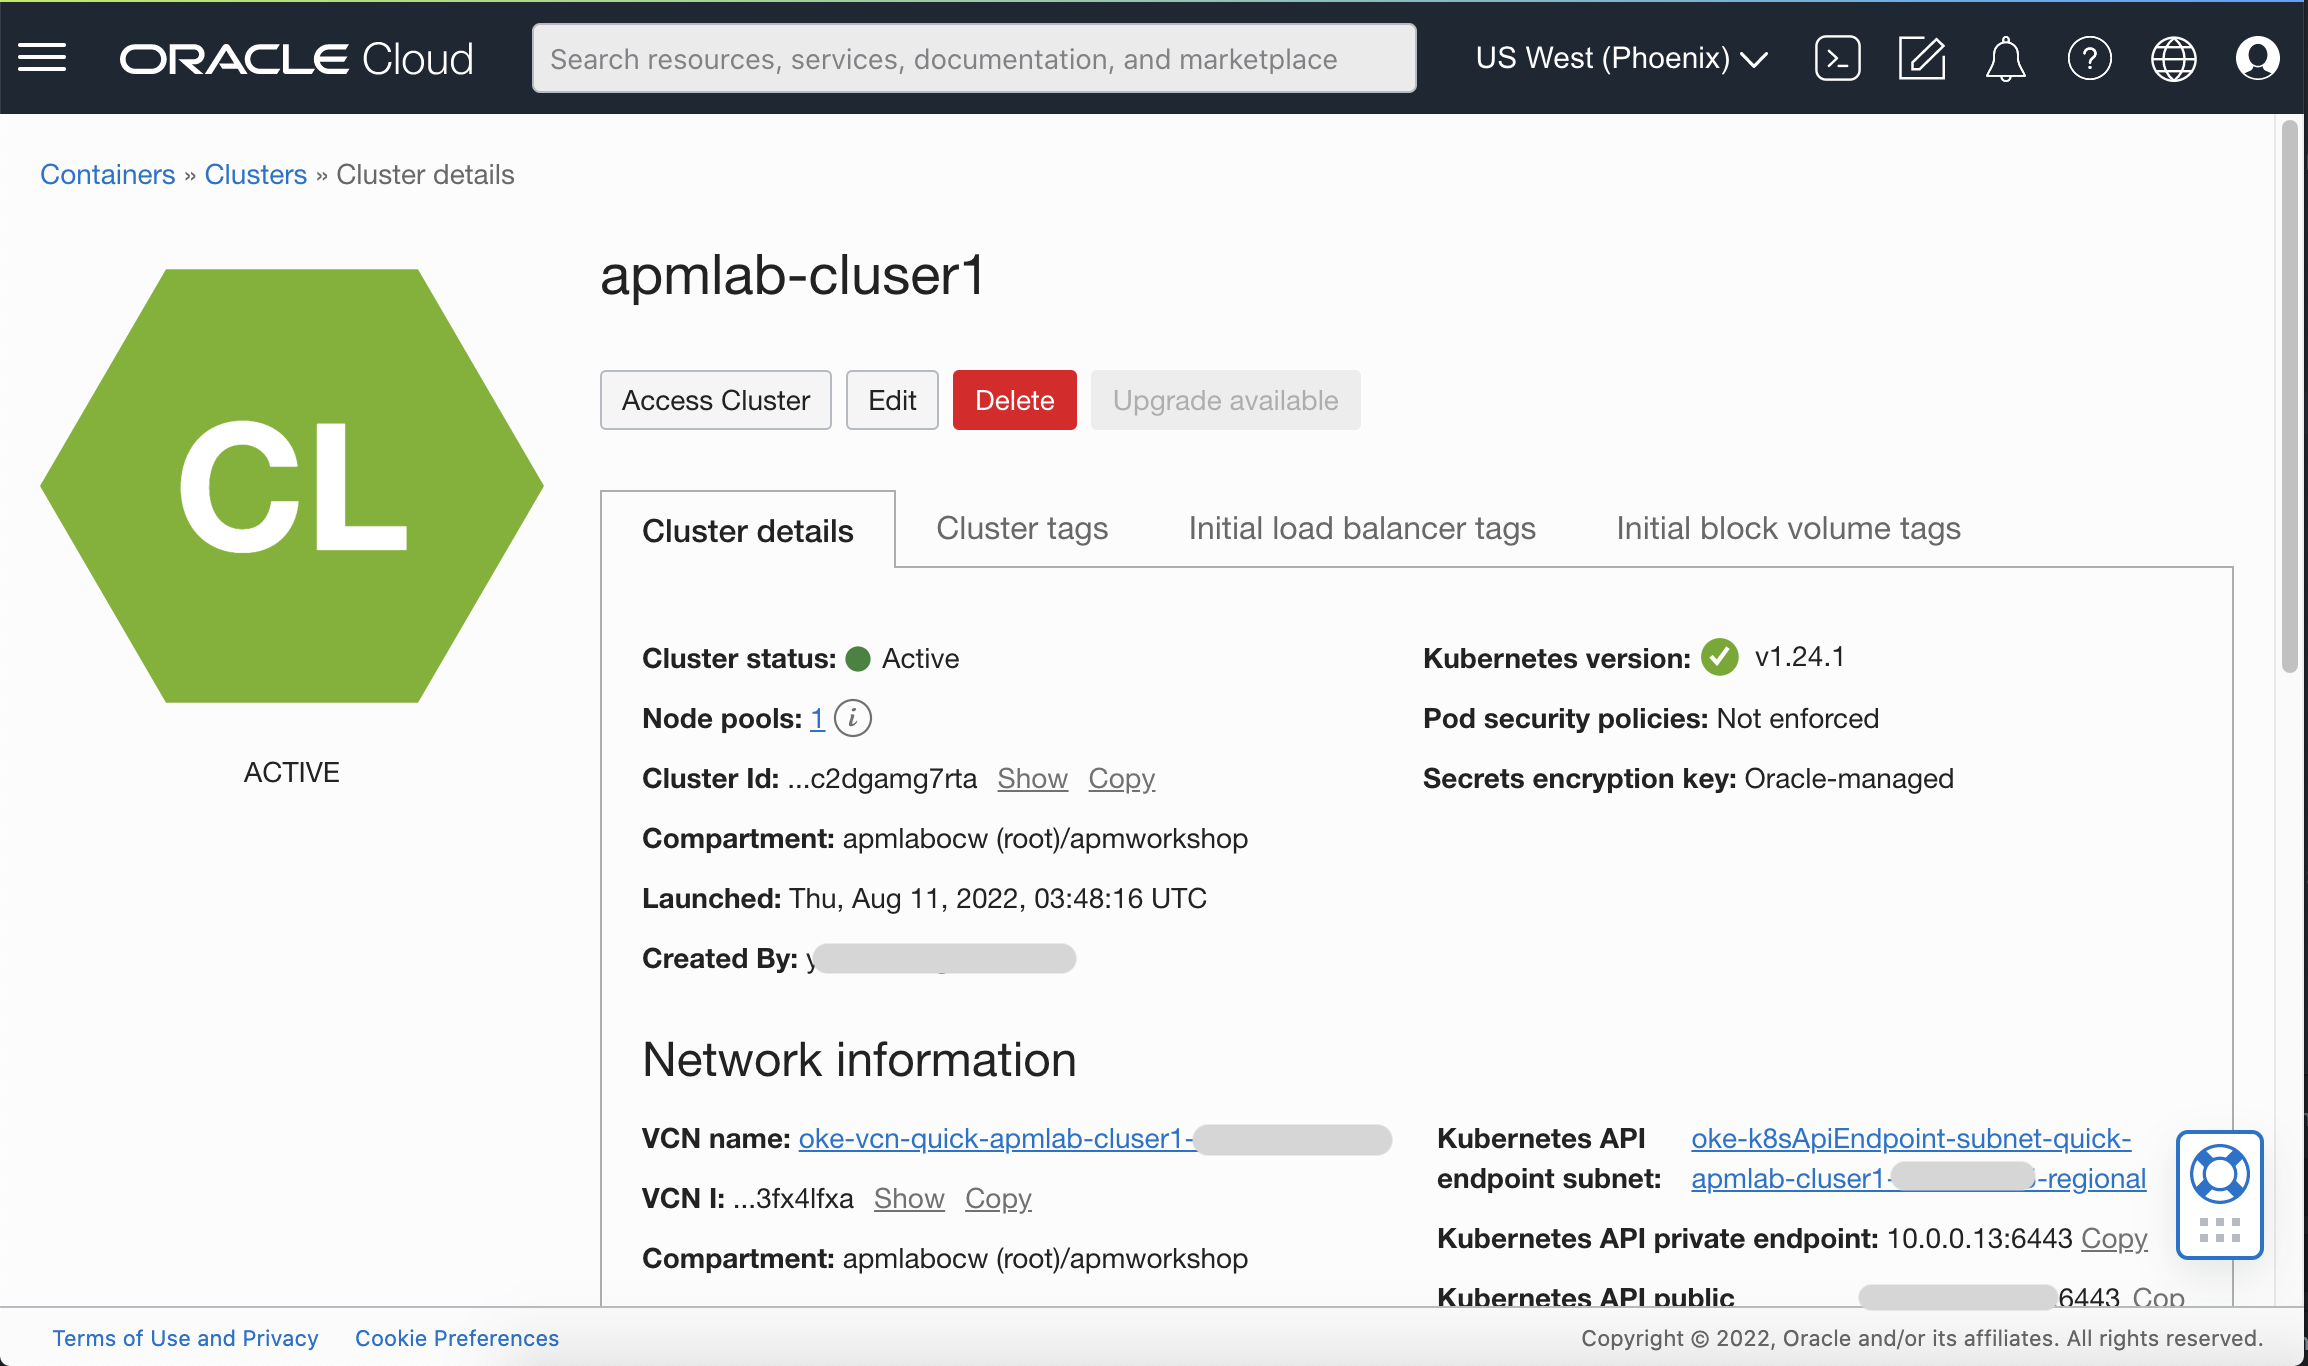 ORACLE Cloud
Search resources, services, documentation, and marketplace
US West (Phoenix)
Containers » Clusters » Cluster details
CL
ACTIVE
apmlab-cluser1
Access Cluster
Edit
Delete
Upgrade available
Cluster details
Cluster tags
Initial load balancer tags
Initial block volume tags
Cluster status: Active
Node pools: 1 i
Cluster Id: ...c2dgamg7rta Show Copy
Compartment: apmlabocw (root)/apmworkshop
Launched: Thu, Aug 11, 2022, 03:48:16 UTC
Created By: y
Kubernetes version: v1.24.1
Pod security policies: Not enforced
Secrets encryption key: Oracle-managed
Network information
VCN name: oke-vcn-quick-apmlab-cluser1-
VCN I: ...3fx4lfxa Show Copy
Compartment: apmlabocw (root)/apmworkshop
Kubernetes API endpoint subnet: oke-k8sApiEndpoint-subnet-quick-
apmlab-cluser1- -regional
Kubernetes API private endpoint: 10.0.0.13:6443 Copy
Kubernetes API public 6443 Cop
Terms of Use and Privacy
Cookie Preferences
Copyright © 2022, Oracle and/or its affiliates. All rights reserved.